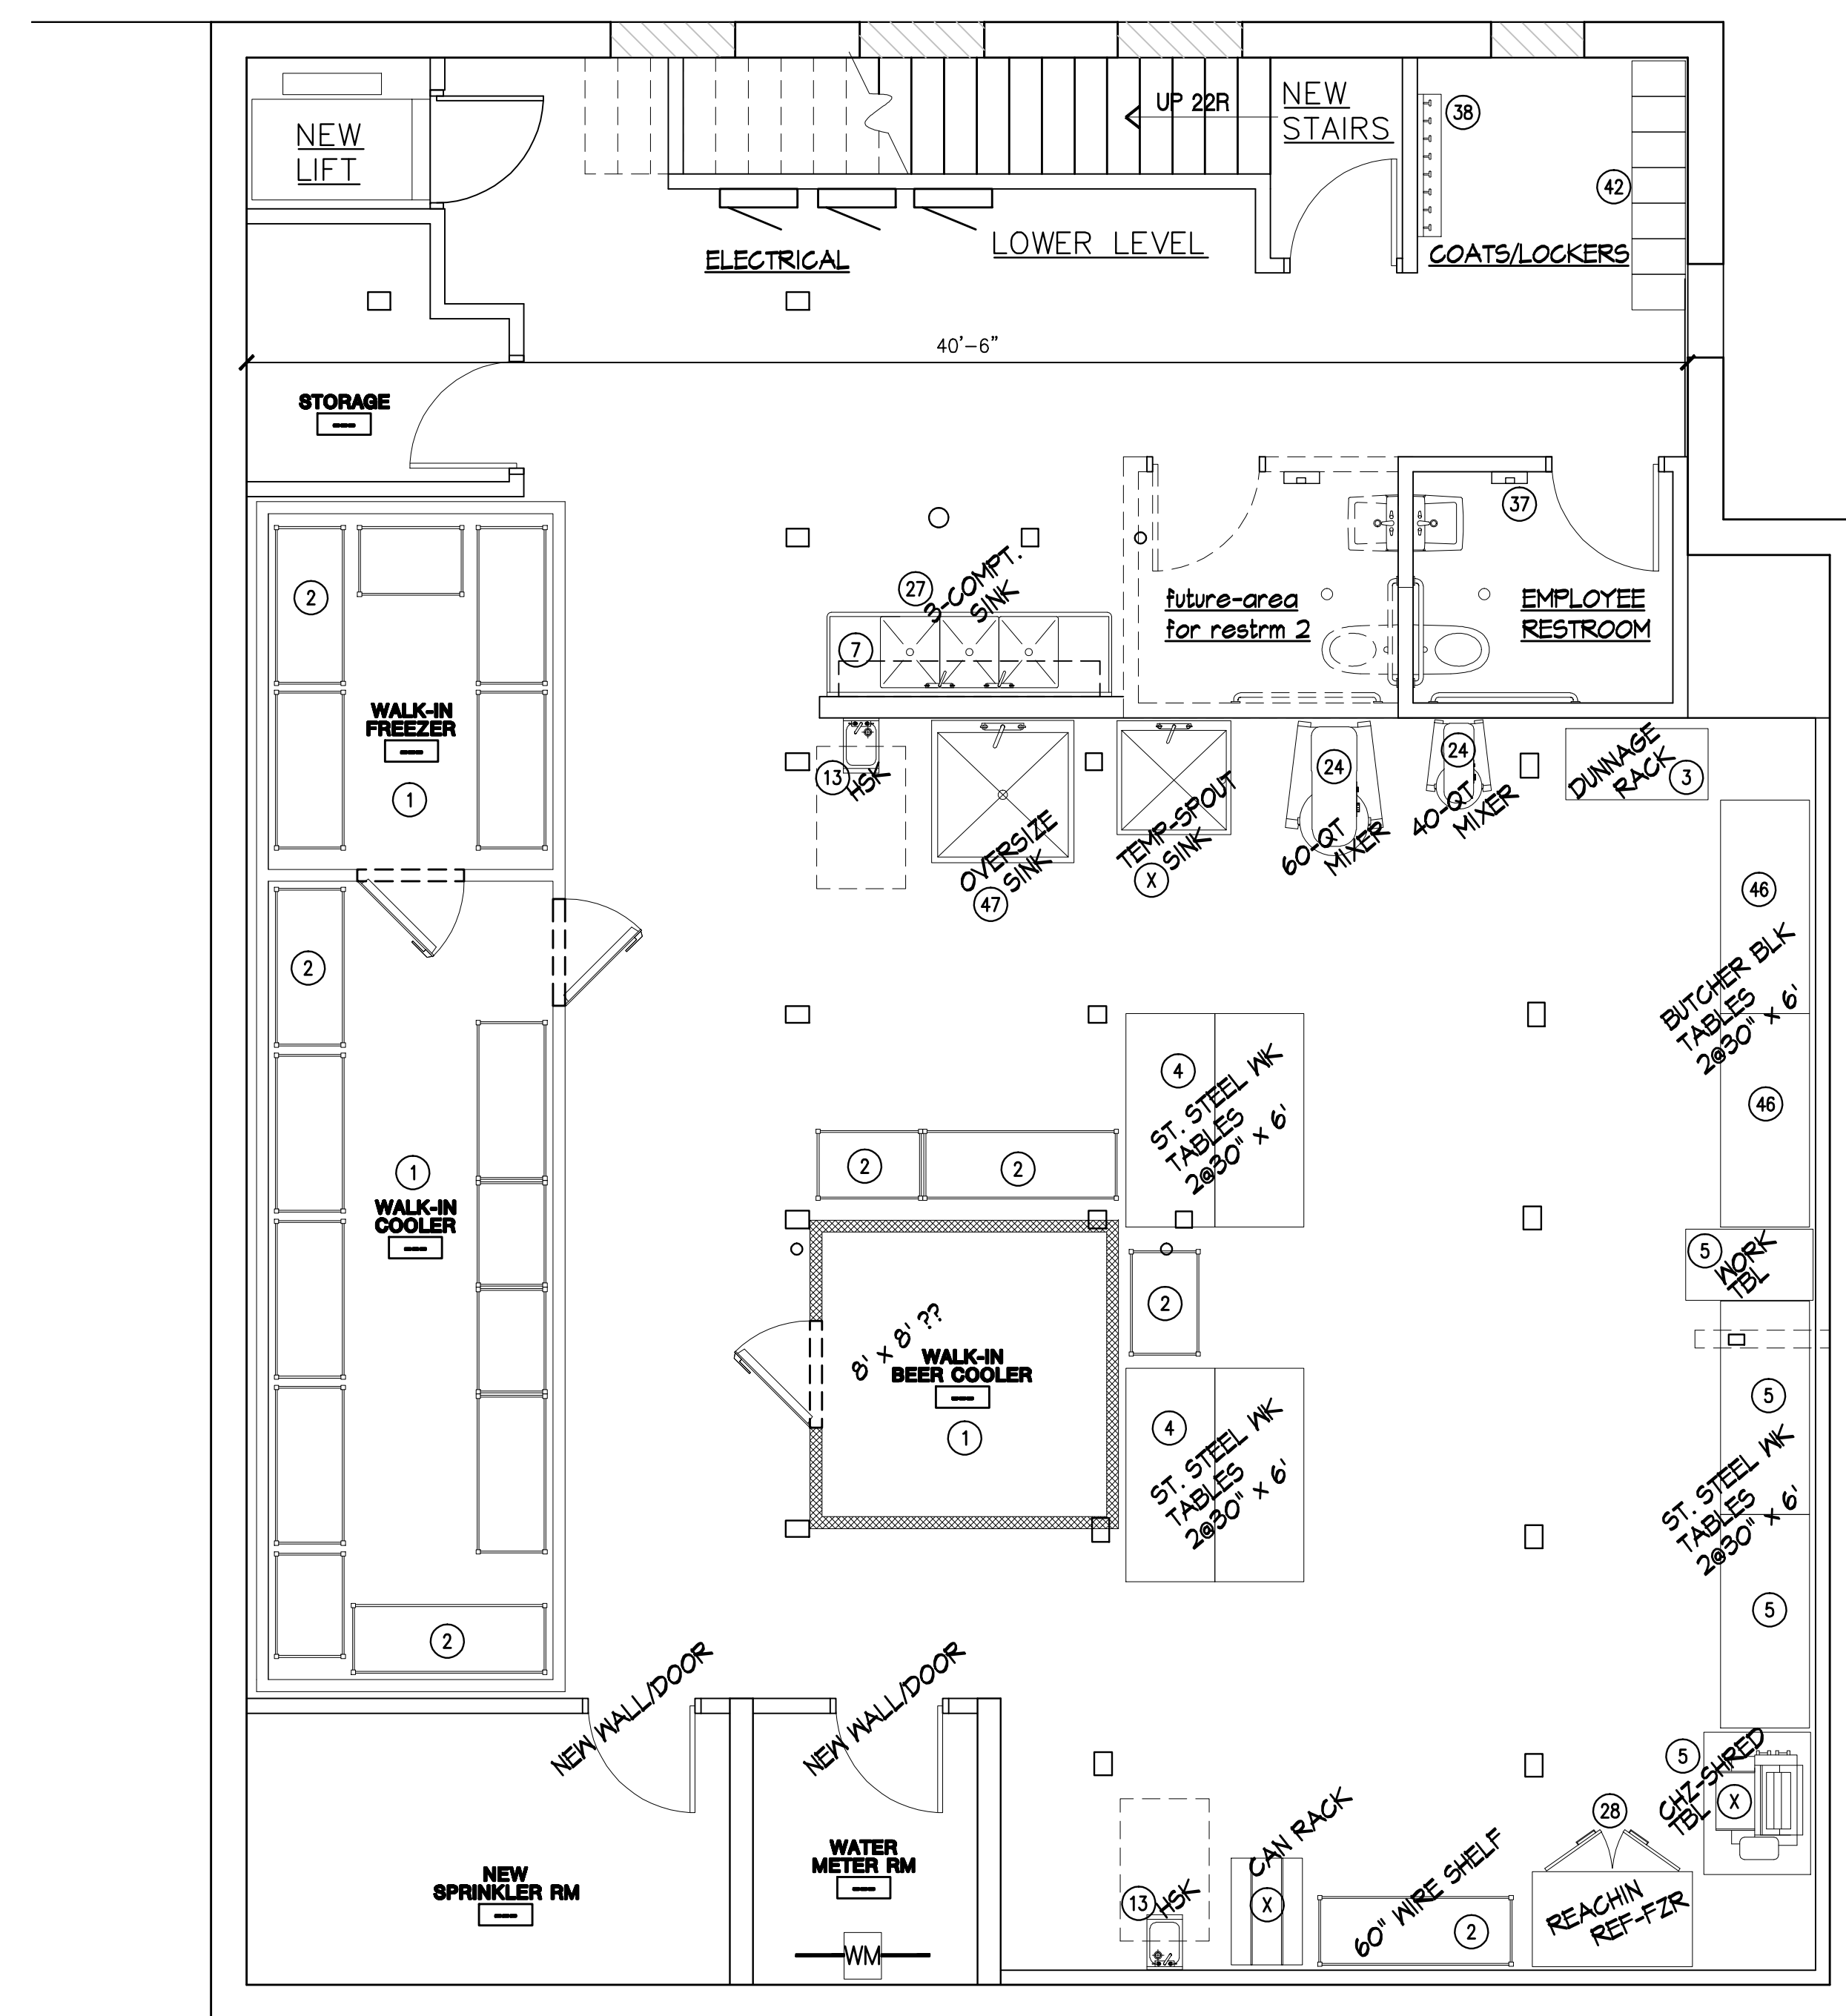 NEW
LIFT
UP 22R
NEW
STAIRS
38
42
ELECTRICAL
LOWER LEVEL
COATS/LOCKERS
40'-6"
STORAGE
---
37
2
27
3-COMPT.
SINK
7
future-area
for restrm 2
EMPLOYEE
RESTROOM
WALK-IN
FREEZER
---
1
13
HSK
OVERSIZE
SINK
47
TEMP-SPOUT
SINK
X
24
60-QT
MIXER
24
40-QT
MIXER
DUNNAGE
RACK
3
46
BUTCHER BLK
TABLES
2@30" x 6'
46
2
4
ST. STEEL WK
TABLES
2@30" x 6'
2
2
1
WALK-IN
COOLER
---
5
WORK
TBL
2
8' x 8' ??
WALK-IN
BEER COOLER
---
1
4
ST. STEEL WK
TABLES
2@30" x 6'
5
ST. STEEL WK
TABLES
2@30" x 6'
5
2
NEW WALL/DOOR
NEW WALL/DOOR
5
CHZ-SHRED
TBL
X
28
NEW
SPRINKLER RM
---
WATER
METER RM
---
WM
13
HSK
CAN RACK
X
60" WIRE SHELF
2
REACHIN
REF-FZR